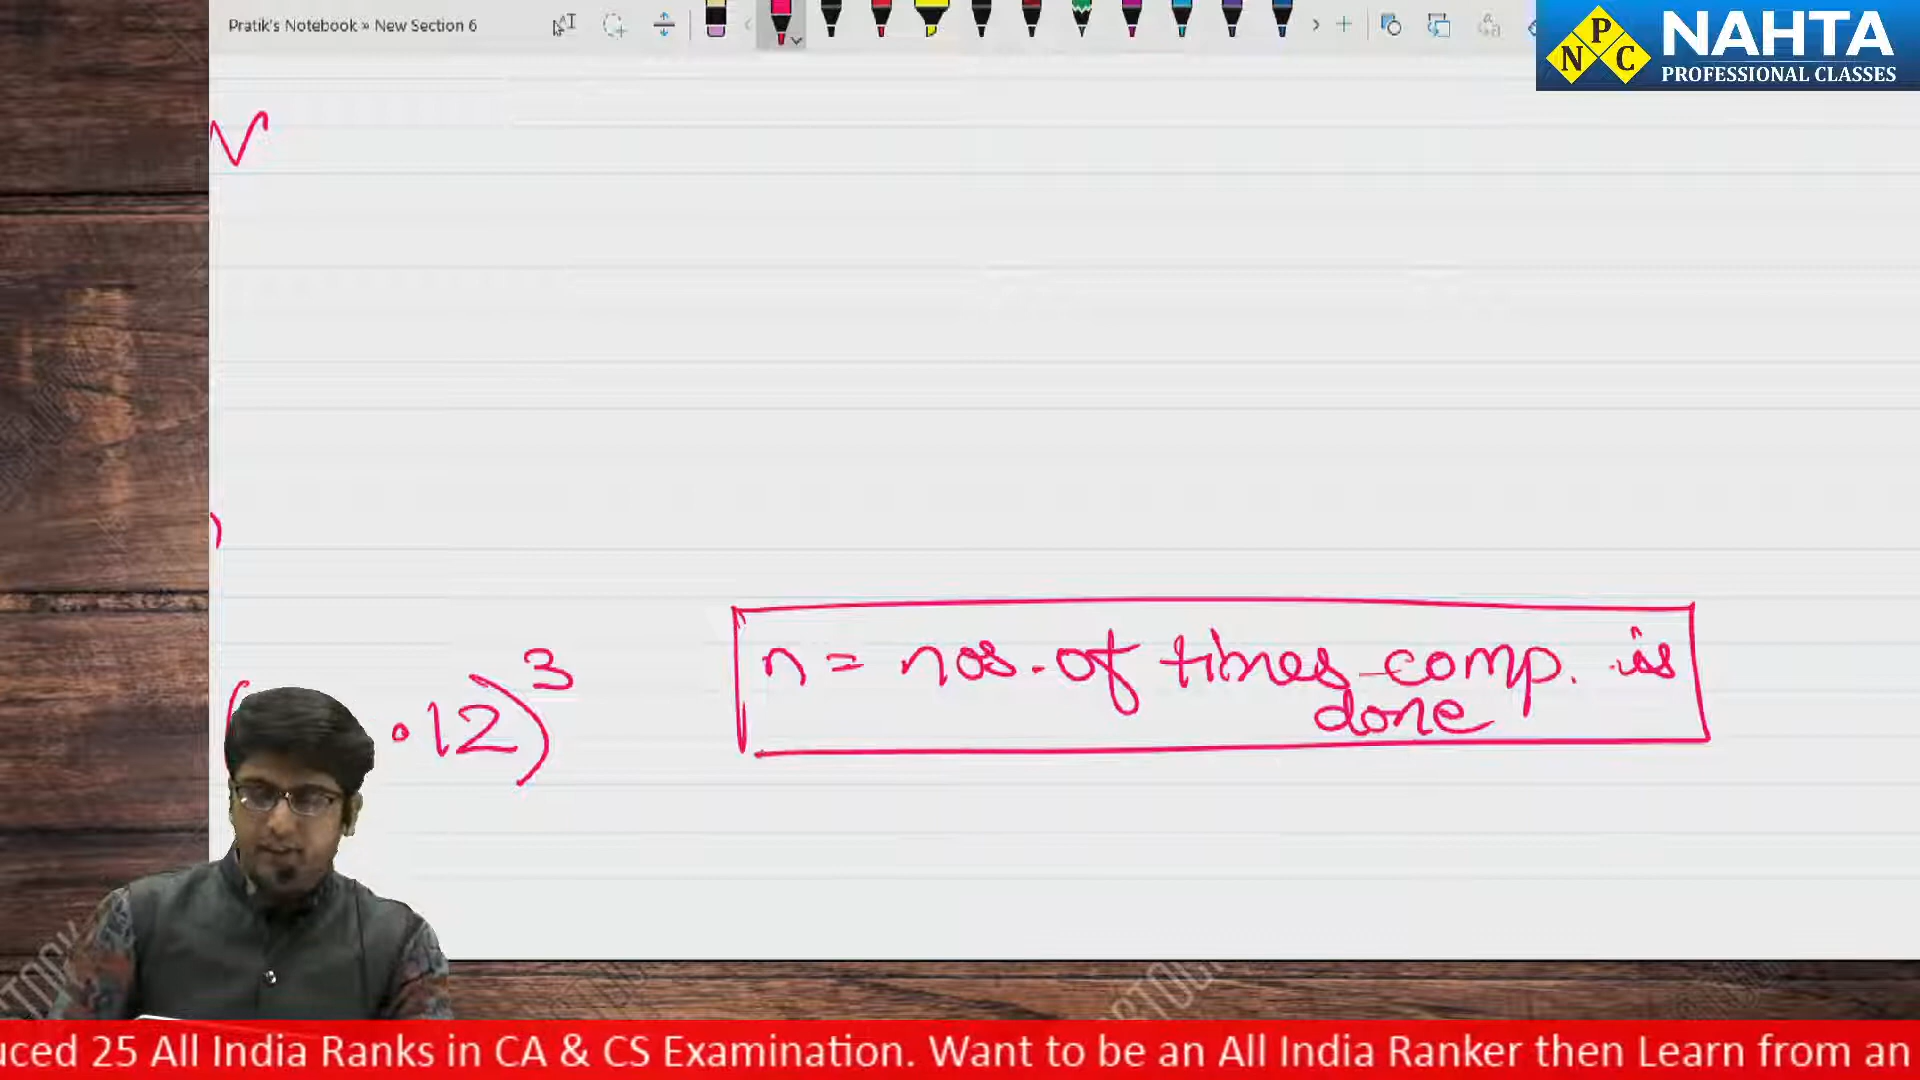 Pratik's Notebook » New Section 6
N P C
NAHTA
PROFESSIONAL CLASSES
V
)
( .12)³
n = nos. of times comp. is
done
uced 25 All India Ranks in CA & CS Examination. Want to be an All India Ranker then Learn from an